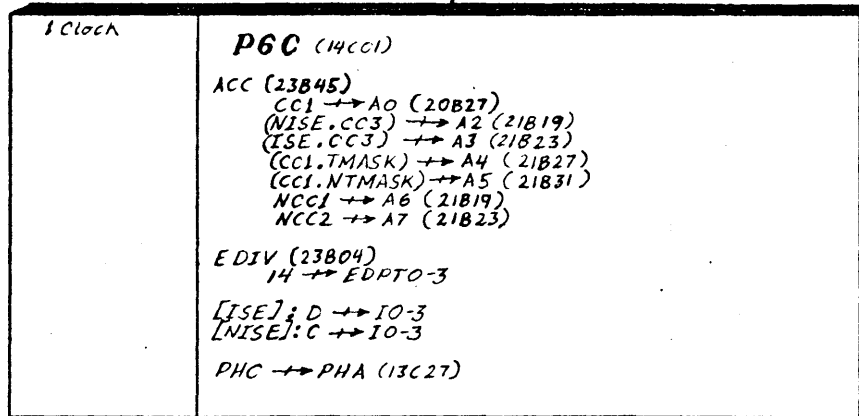 1 Clock
P6C (14CC1)
ACC (23B45)
CC1 ↛ A0 (20B27)
(NISE.CC3) ↛ A2 (21B19)
(ISE.CC3) ↛ A3 (21B23)
(CC1.TMASK) ↛ A4 (21B27)
(CC1.NTMASK) ↛ A5 (21B31)
NCC1 ↛ A6 (21B19)
NCC2 ↛ A7 (21B23)
EDIV (23B04)
14 ↛ EDPT0-3
[ISE]: D ↛ I0-3
[NISE]: C ↛ I0-3
PHC ↛ PHA (13C27)